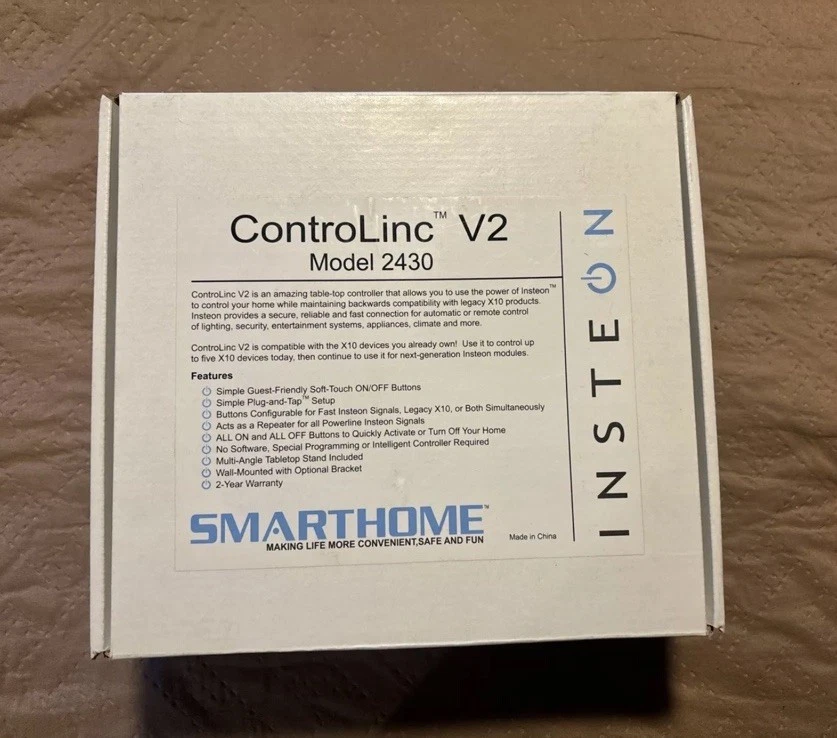 ControLinc™ V2
Model 2430
ControLinc V2 is an amazing table-top controller that allows you to use the power of Insteon™
to control your home while maintaining backwards compatibility with legacy X10 products.
Insteon provides a secure, reliable and fast connection for automatic or remote control
of lighting, security, entertainment systems, appliances, climate and more.
ControLinc V2 is compatible with the X10 devices you already own! Use it to control up
to five X10 devices today, then continue to use it for next-generation Insteon modules.
Features
Simple Guest-Friendly Soft-Touch ON/OFF Buttons
Simple Plug-and-Tap™ Setup
Buttons Configurable for Fast Insteon Signals, Legacy X10, or Both Simultaneously
Acts as a Repeater for all Powerline Insteon Signals
ALL ON and ALL OFF Buttons to Quickly Activate or Turn Off Your Home
No Software, Special Programming or Intelligent Controller Required
Multi-Angle Tabletop Stand Included
Wall-Mounted with Optional Bracket
2-Year Warranty
SMARTHOME™
MAKING LIFE MORE CONVENIENT,SAFE AND FUN
Made in China
INSTEON